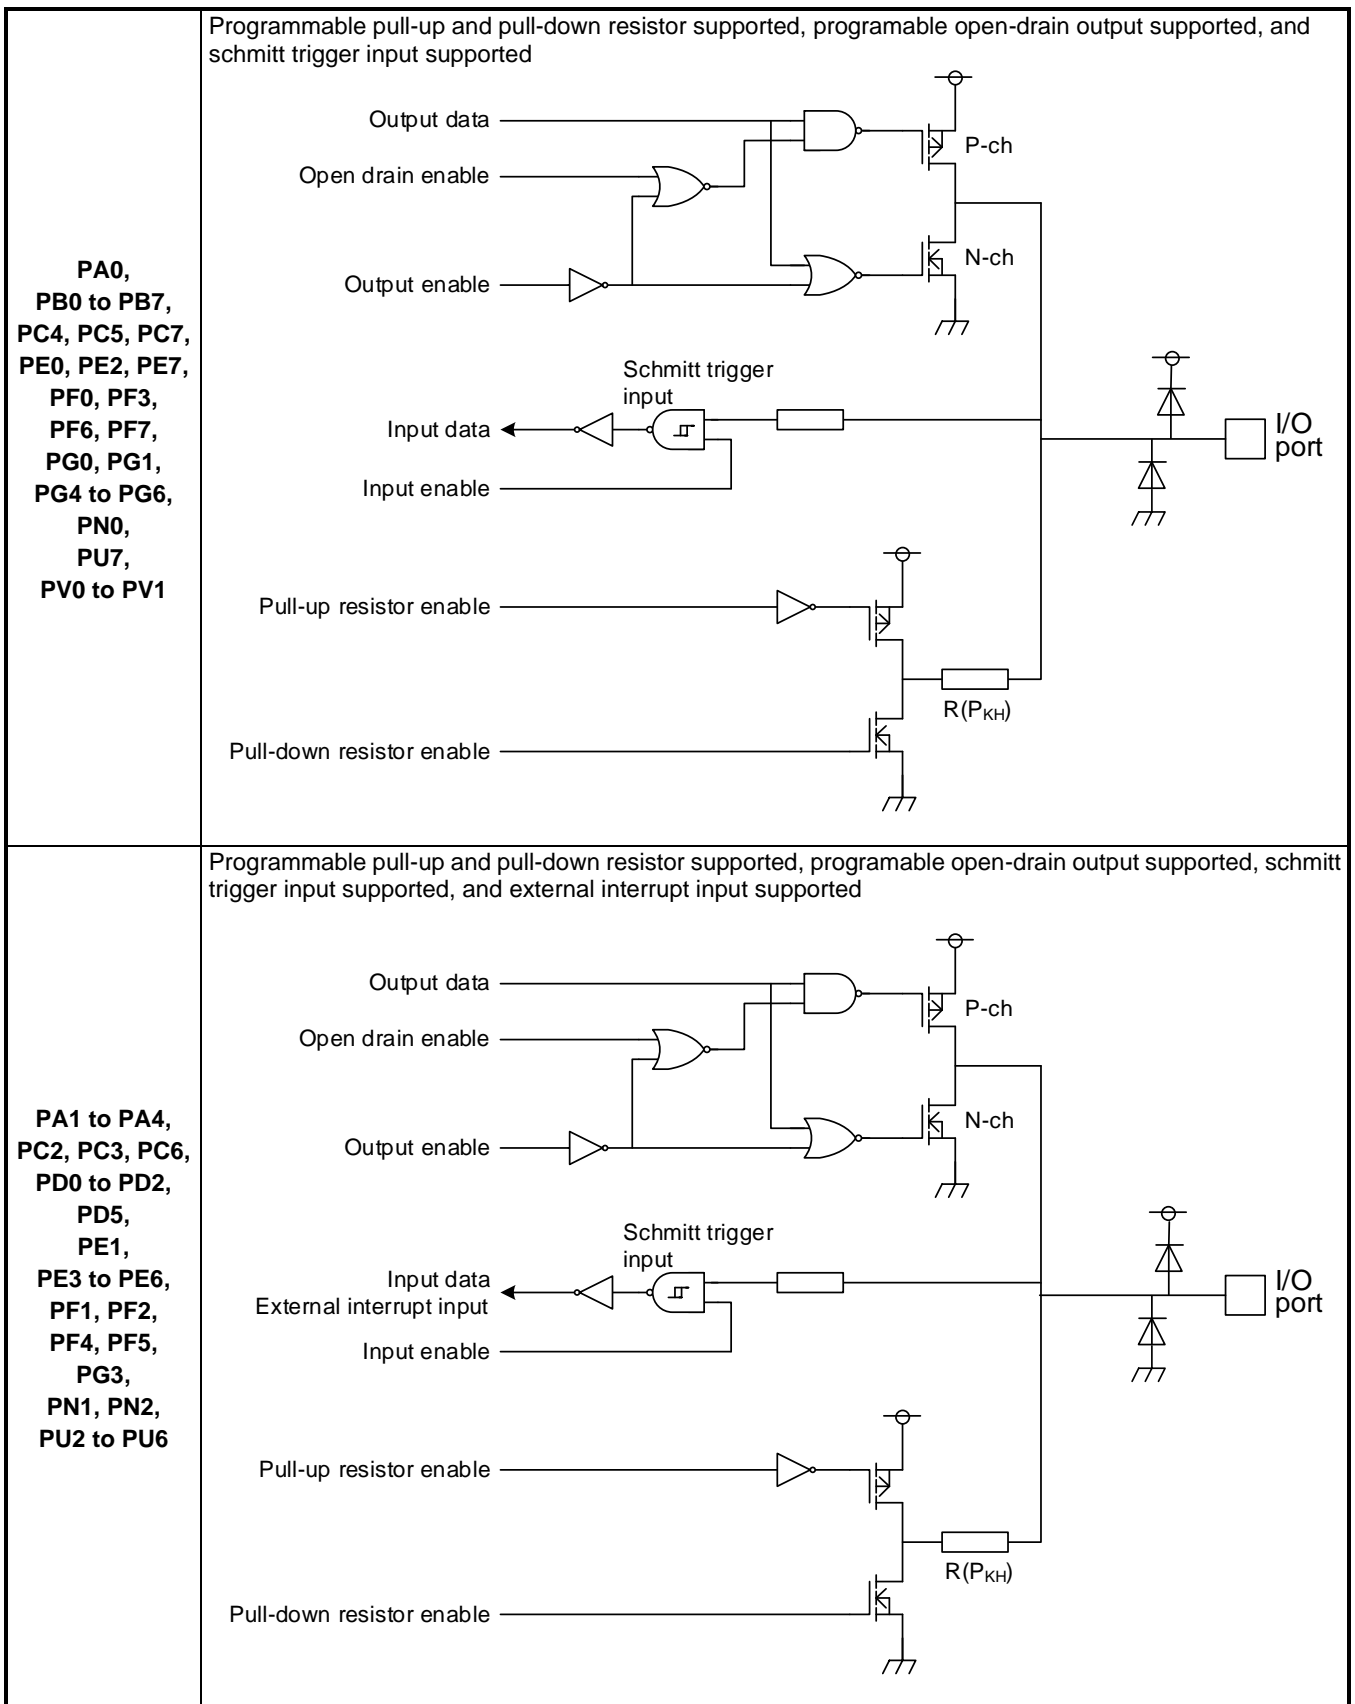 Programmable pull-up and pull-down resistor supported, programable open-drain output supported, and
schmitt trigger input supported
PA0,
PB0 to PB7,
PC4, PC5, PC7,
PE0, PE2, PE7,
PF0, PF3,
PF6, PF7,
PG0, PG1,
PG4 to PG6,
PN0,
PU7,
PV0 to PV1
Output data
P-ch
Open drain enable
N-ch
Output enable
Schmitt trigger
input
Input data
I/O
port
Input enable
Pull-up resistor enable
R(PKH)
Pull-down resistor enable
Programmable pull-up and pull-down resistor supported, programable open-drain output supported, schmitt
trigger input supported, and external interrupt input supported
PA1 to PA4,
PC2, PC3, PC6,
PD0 to PD2,
PD5,
PE1,
PE3 to PE6,
PF1, PF2,
PF4, PF5,
PG3,
PN1, PN2,
PU2 to PU6
Output data
P-ch
Open drain enable
N-ch
Output enable
Schmitt trigger
input
Input data
External interrupt input
I/O
port
Input enable
Pull-up resistor enable
R(PKH)
Pull-down resistor enable